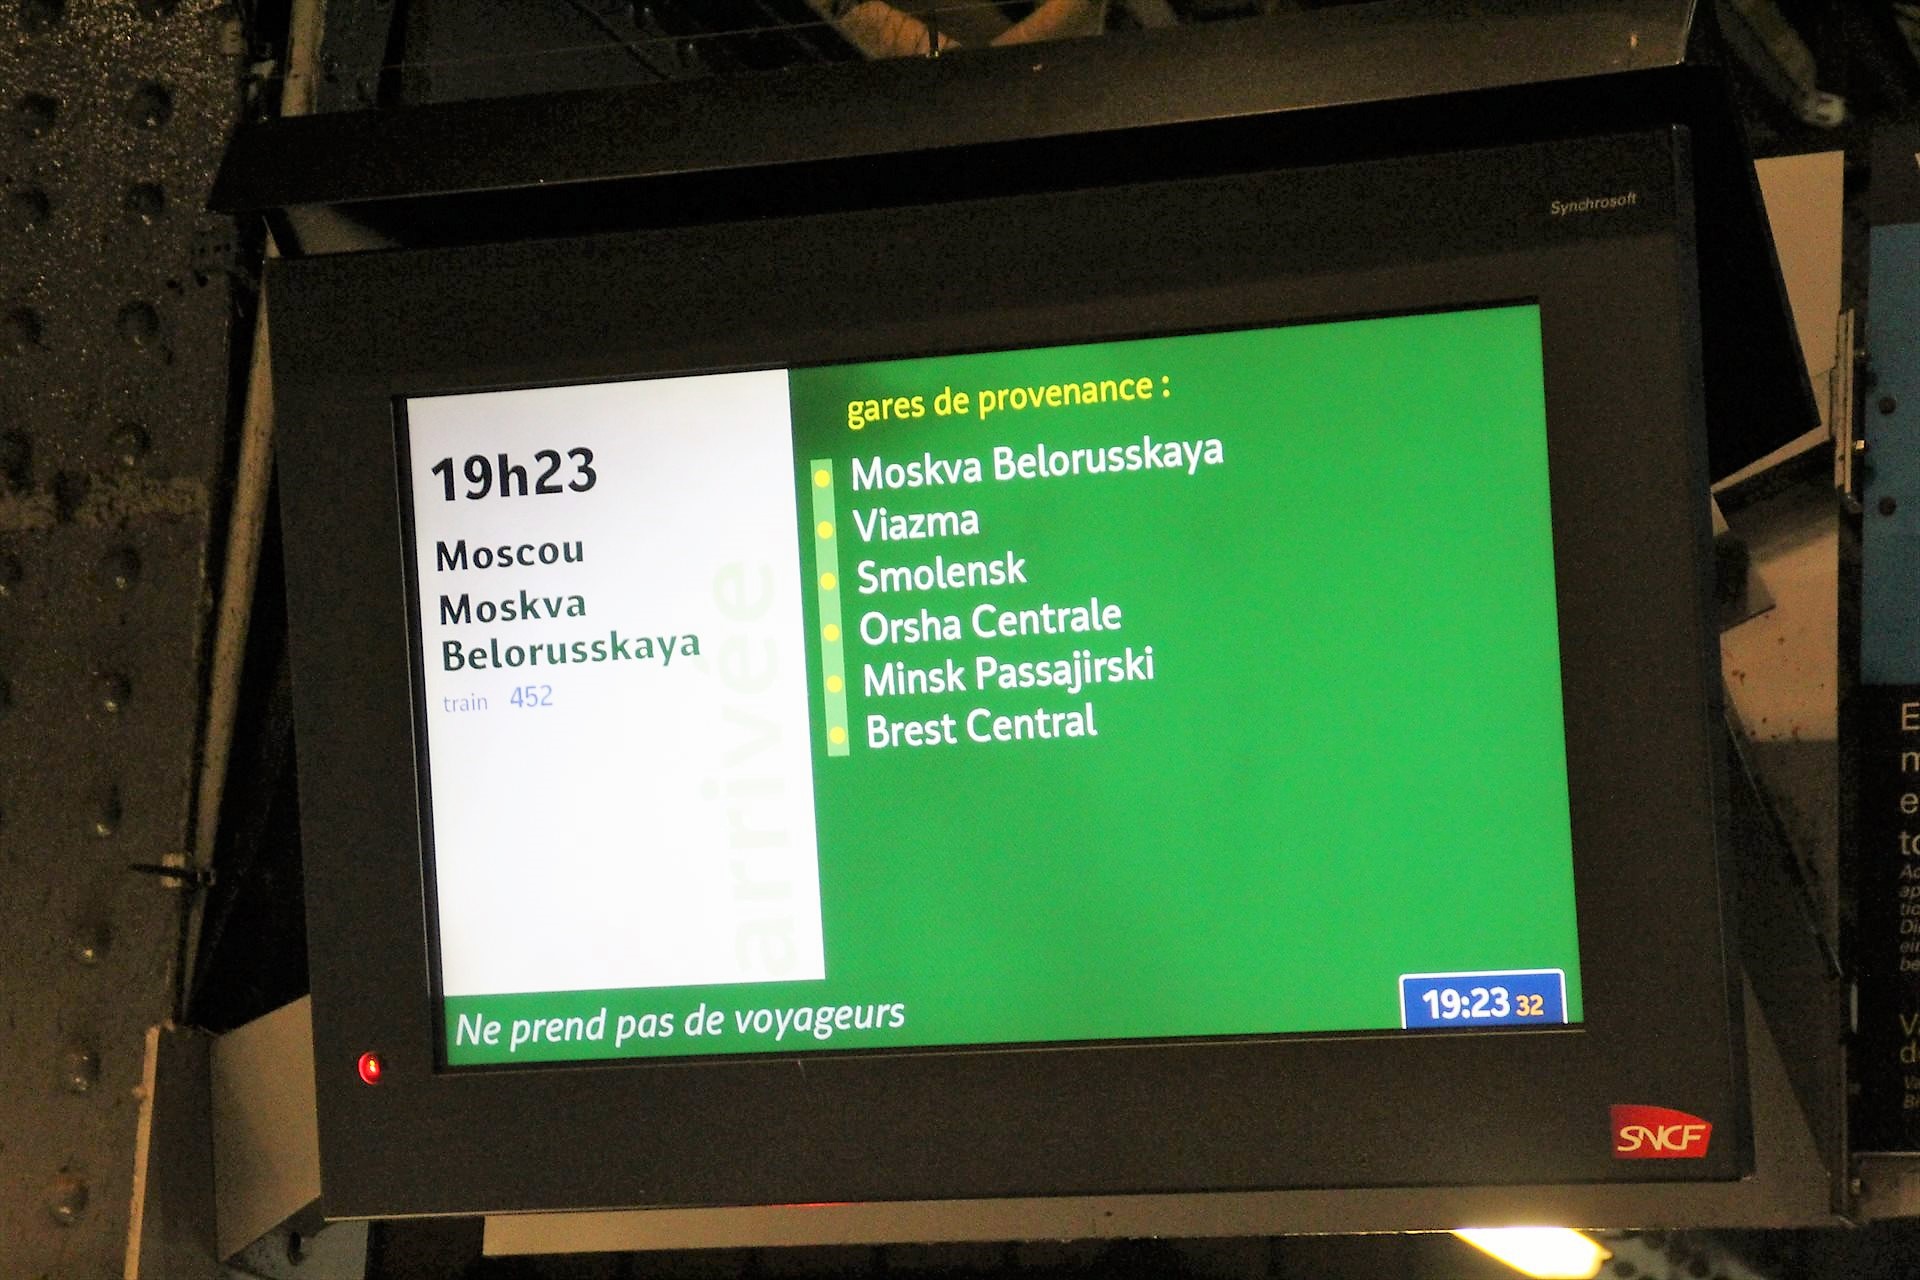 Synchrosoft
19h23
Moscou
Moskva
Belorusskaya
train 452
arrivée
gares de provenance :
Moskva Belorusskaya
Viazma
Smolensk
Orsha Centrale
Minsk Passajirski
Brest Central
Ne prend pas de voyageurs
19:23 32
SNCF